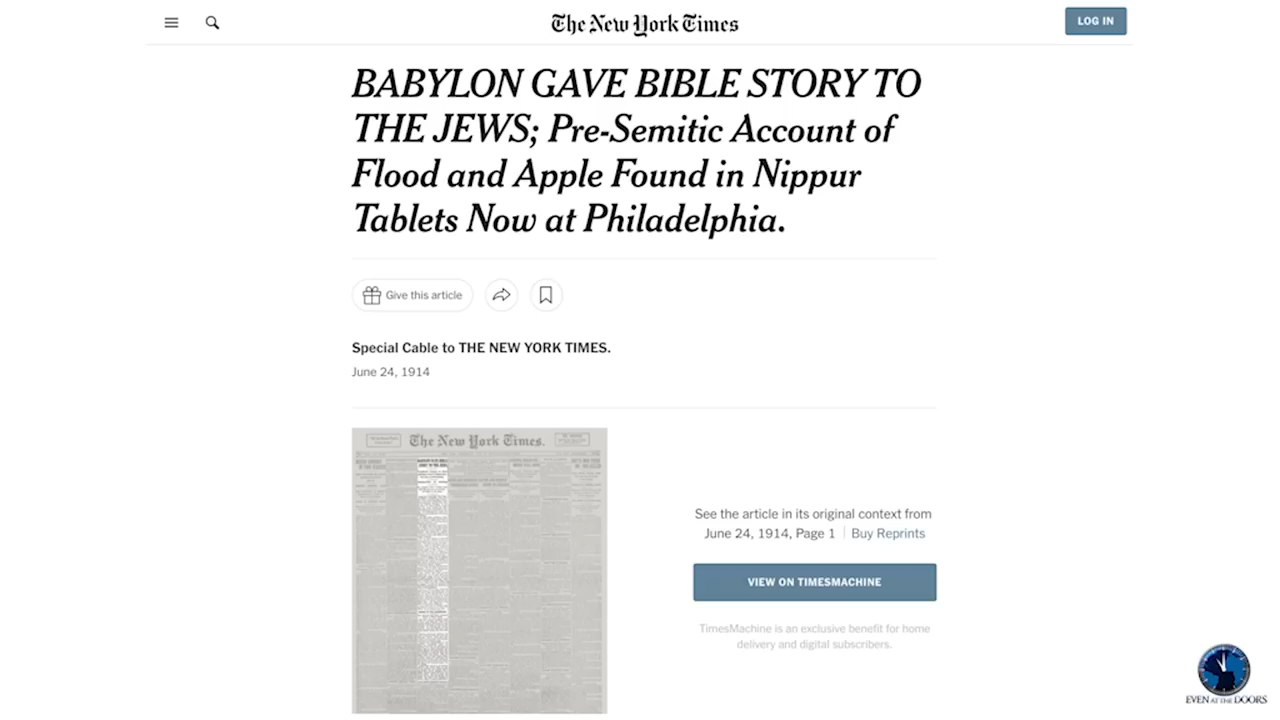 The New York Times
LOG IN
BABYLON GAVE BIBLE STORY TO
THE JEWS; Pre-Semitic Account of
Flood and Apple Found in Nippur
Tablets Now at Philadelphia.
Give this article
Special Cable to THE NEW YORK TIMES.
June 24, 1914
The New York Times.
See the article in its original context from
June 24, 1914, Page 1 | Buy Reprints
VIEW ON TIMESMACHINE
TimesMachine is an exclusive benefit for home
delivery and digital subscribers.
EVEN AT THE DOORS